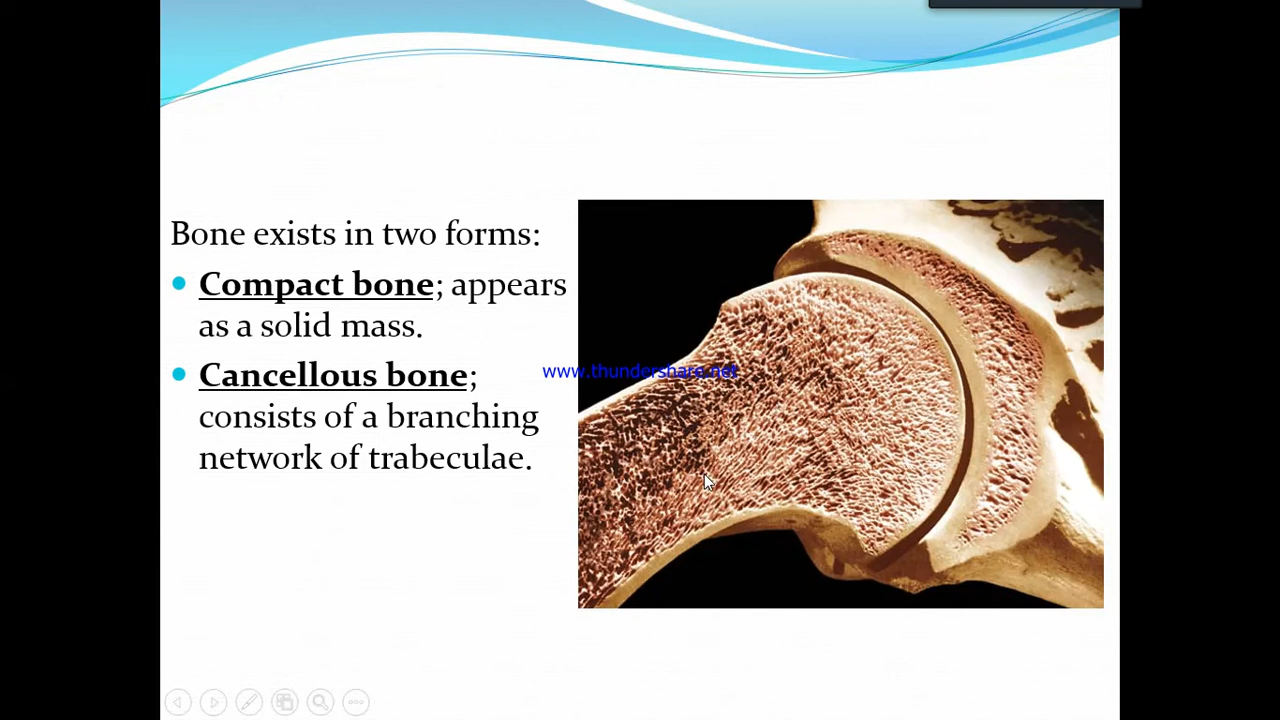 Bone exists in two forms:
Compact bone; appears
as a solid mass.
Cancellous bone;
consists of a branching
network of trabeculae.
www.thundershare.net